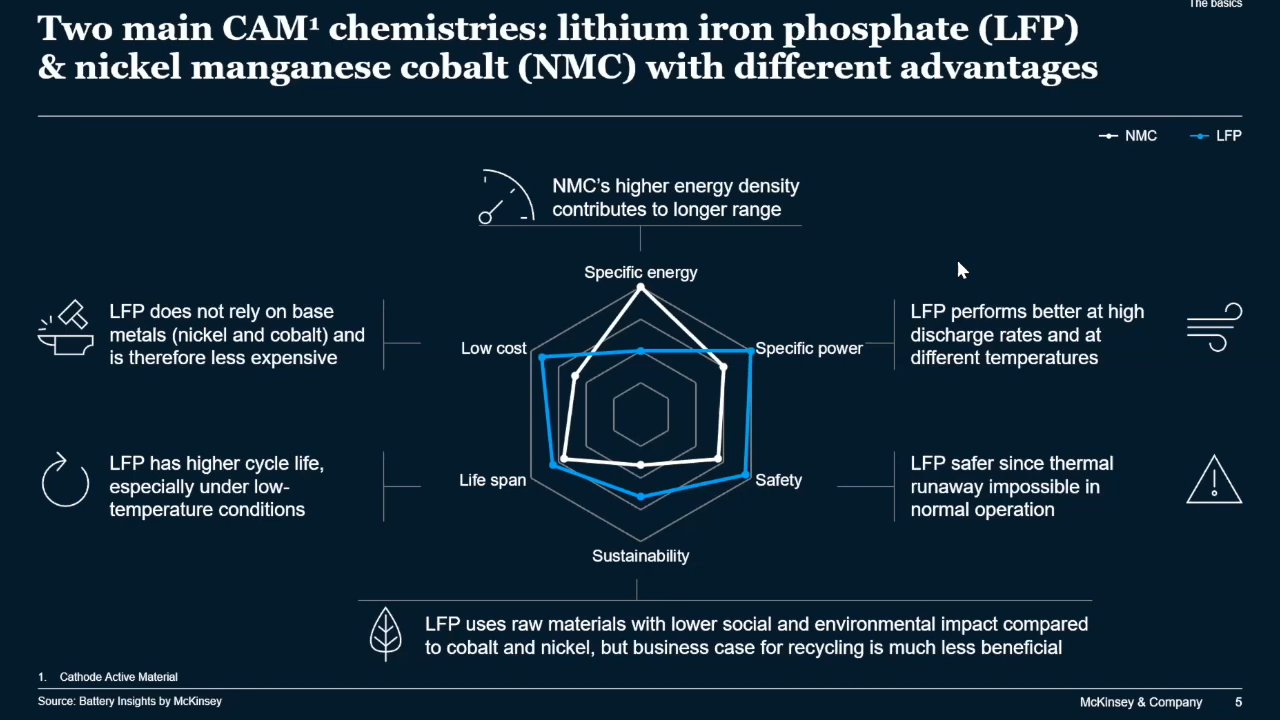 The basics
Two main CAM¹ chemistries: lithium iron phosphate (LFP)
& nickel manganese cobalt (NMC) with different advantages
NMC
LFP
NMC's higher energy density
contributes to longer range
Specific energy
LFP does not rely on base
metals (nickel and cobalt) and
is therefore less expensive
Low cost
Specific power
LFP performs better at high
discharge rates and at
different temperatures
LFP has higher cycle life,
especially under low-
temperature conditions
Life span
Safety
LFP safer since thermal
runaway impossible in
normal operation
Sustainability
LFP uses raw materials with lower social and environmental impact compared
to cobalt and nickel, but business case for recycling is much less beneficial
1. Cathode Active Material
Source: Battery Insights by McKinsey
McKinsey & Company 5